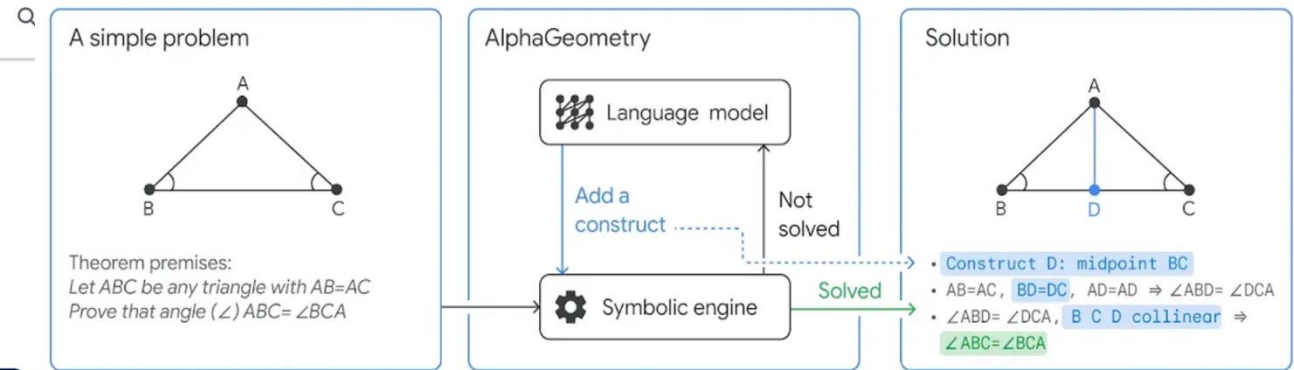 A simple problem
A
B
C
Theorem premises:
Let ABC be any triangle with AB=AC
Prove that angle (∠) ABC= ∠BCA
AlphaGeometry
Language model
Add a
construct
Not
solved
Symbolic engine
Solved
Solution
A
B
D
C
• Construct D: midpoint BC
• AB=AC, BD=DC, AD=AD ⇒ ∠ABD= ∠DCA
• ∠ABD= ∠DCA, B C D collinear ⇒
∠ABC=∠BCA